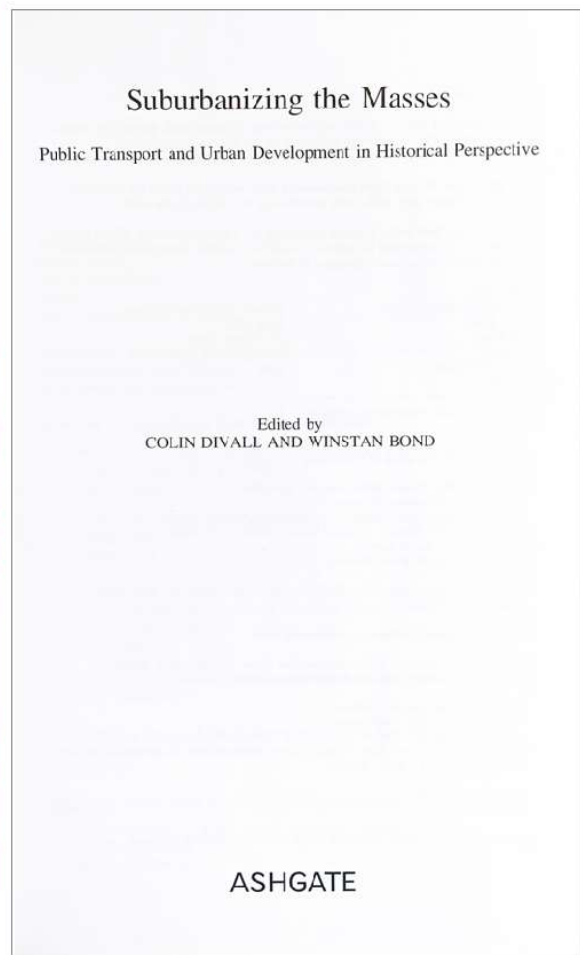 Suburbanizing the Masses
Public Transport and Urban Development in Historical Perspective
Edited by
COLIN DIVALL AND WINSTAN BOND
ASHGATE